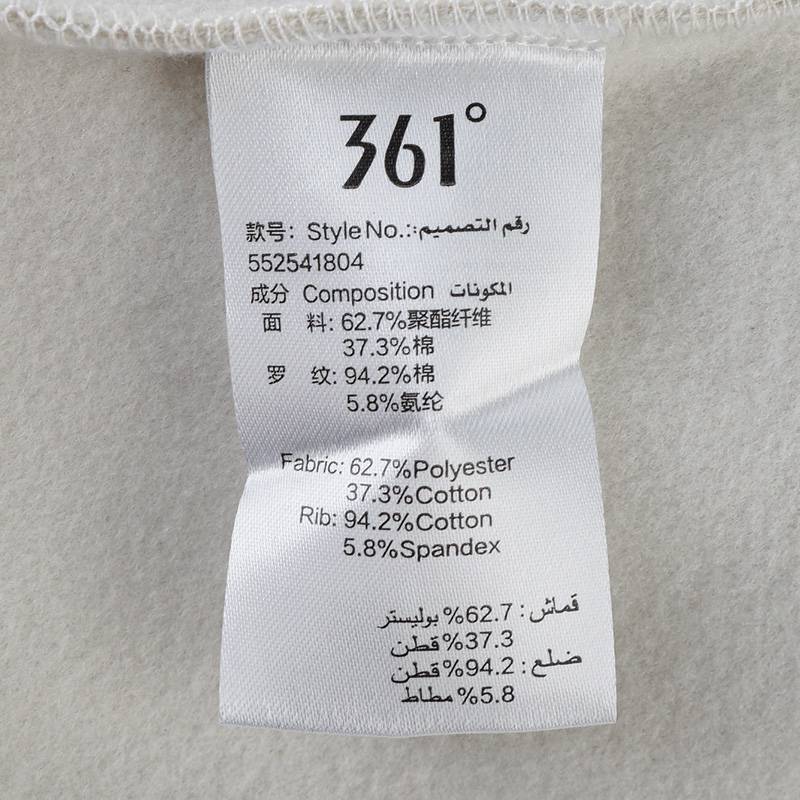 361°
款号: Style No.: رقم التصميم:
552541804
成分 Composition المكونات
面 料: 62.7%聚酯纤维
37.3%棉
罗 纹: 94.2%棉
5.8%氨纶
Fabric: 62.7%Polyester
37.3%Cotton
Rib: 94.2%Cotton
5.8%Spandex
قماش: 62.7% بوليستر
37.3% قطن
ضلع: 94.2% قطن
5.8% مطاط